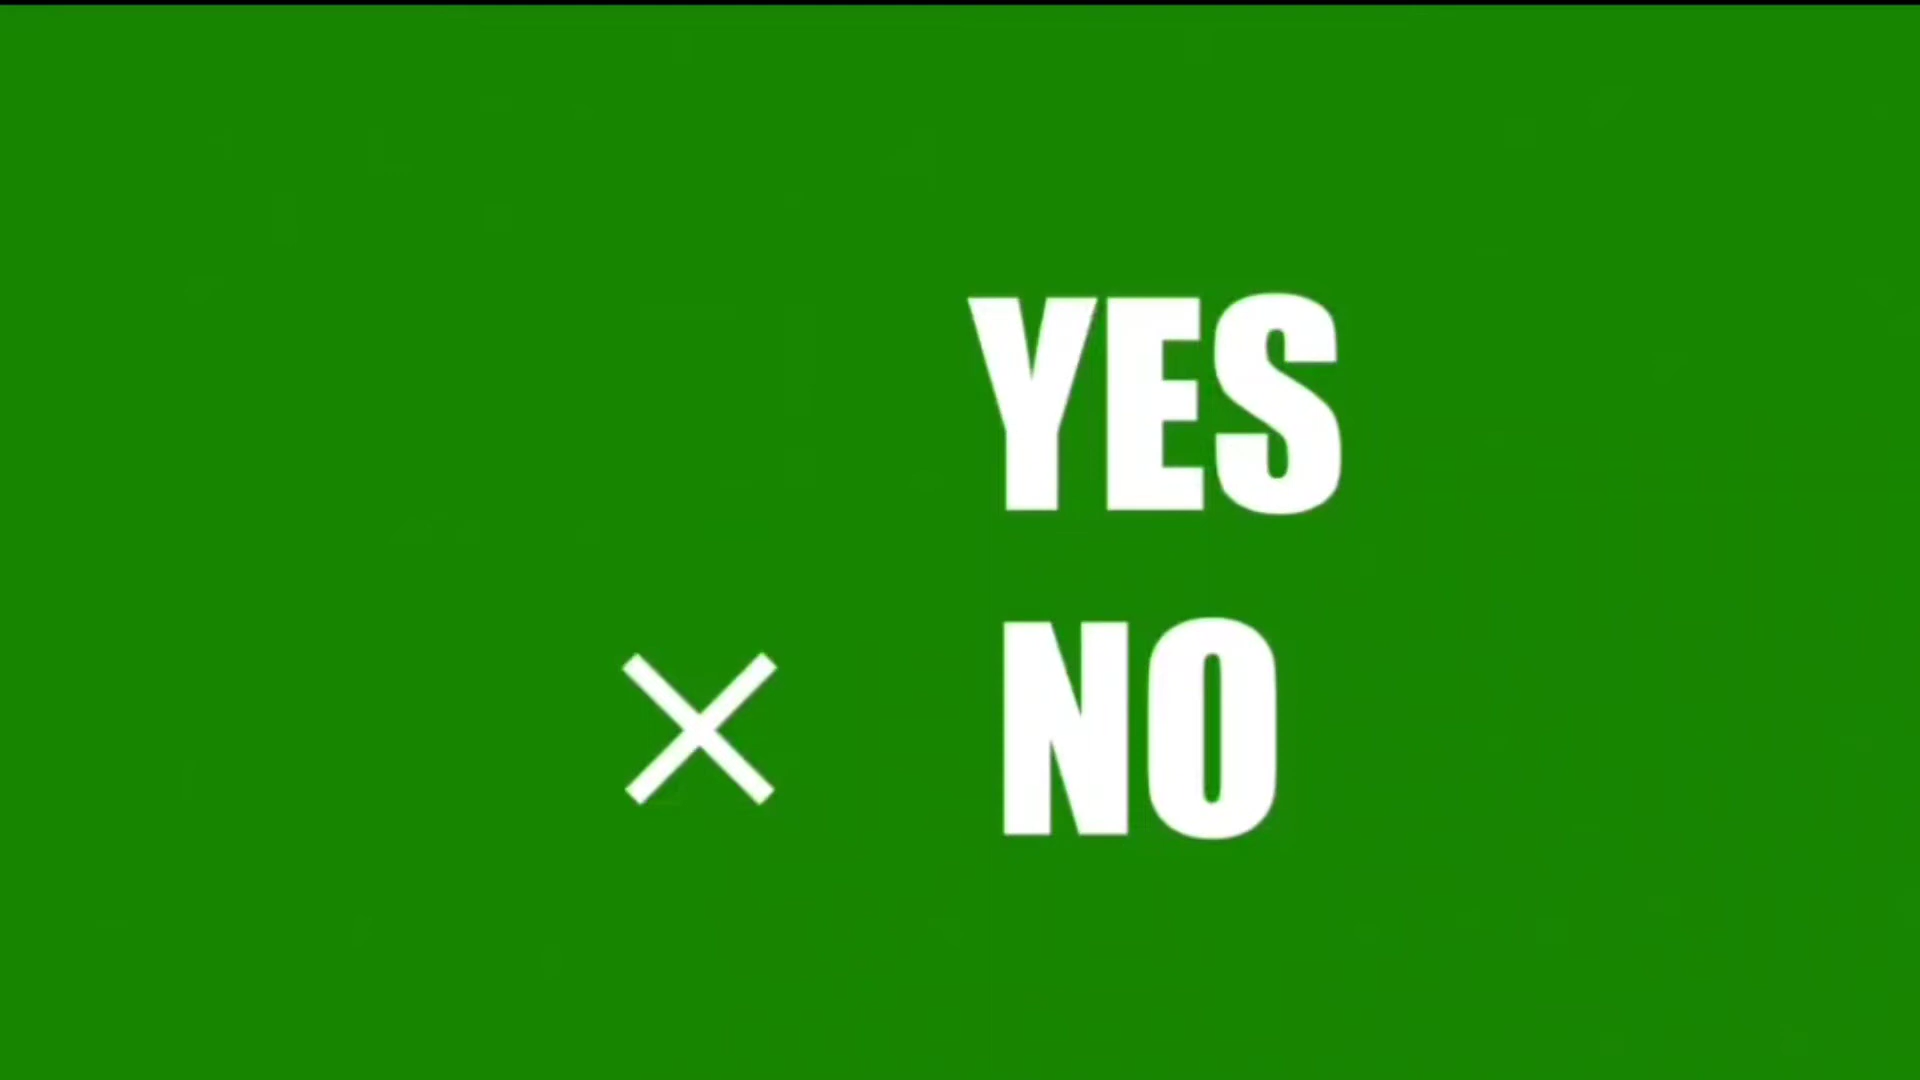 YES
× NO